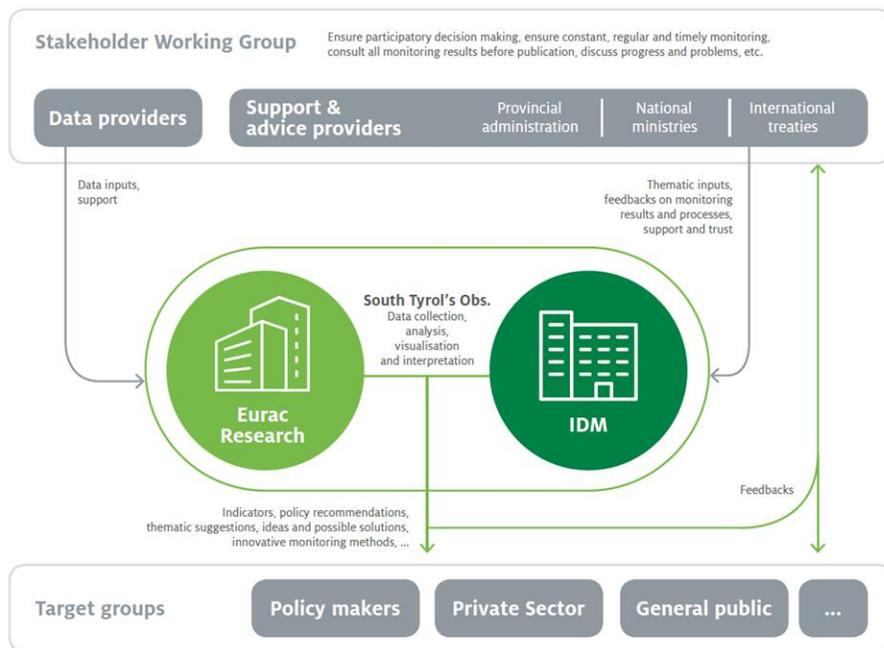 Stakeholder Working Group
Ensure participatory decision making, ensure constant, regular and timely monitoring,
consult all monitoring results before publication, discuss progress and problems, etc.
Data providers
Support &
advice providers
Provincial
administration
National
ministries
International
treaties
Data inputs,
support
Thematic inputs,
feedbacks on monitoring
results and processes,
support and trust
South Tyrol's Obs.
Data collection,
analysis,
visualisation
and interpretation
Eurac
Research
IDM
Indicators, policy recommendations,
thematic suggestions, ideas and possible solutions,
innovative monitoring methods, ...
Feedbacks
Target groups
Policy makers
Private Sector
General public
...